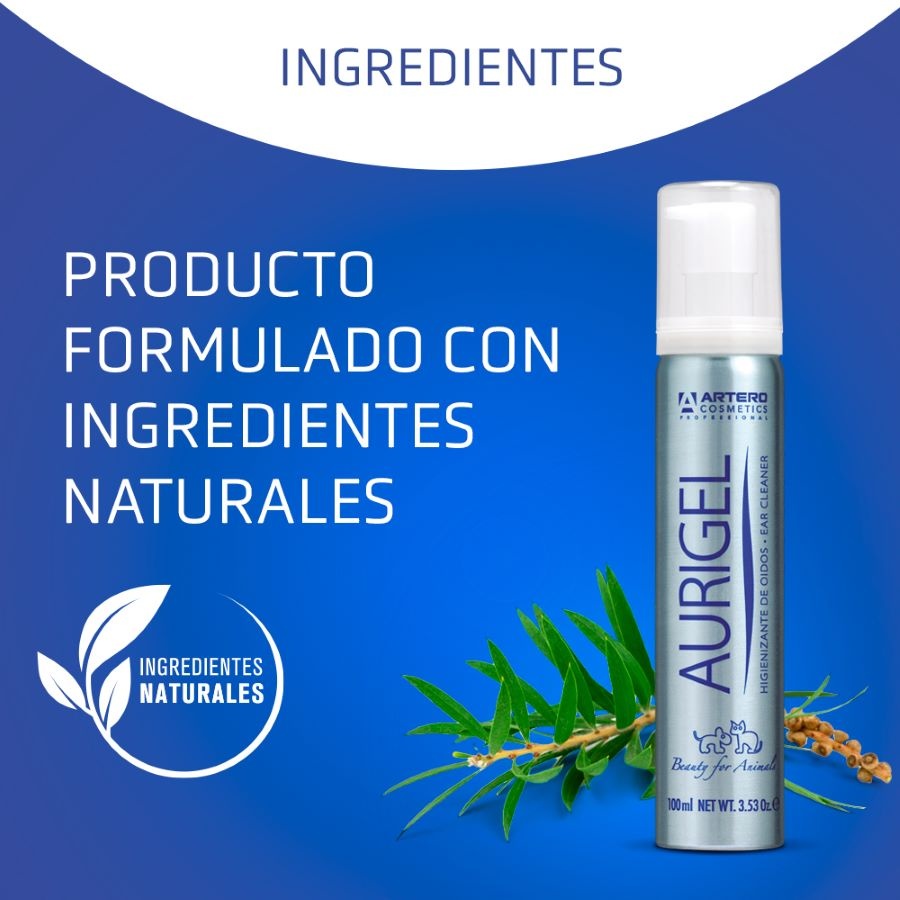 INGREDIENTES
PRODUCTO
FORMULADO CON
INGREDIENTES
NATURALES
INGREDIENTES
NATURALES
ARTERO
COSMETICS
PROFESSIONAL
AURIGEL
HIGIENIZANTE DE OIDOS · EAR CLEANER
Beauty for Animals
100ml NET WT. 3.53 Oz. ℮